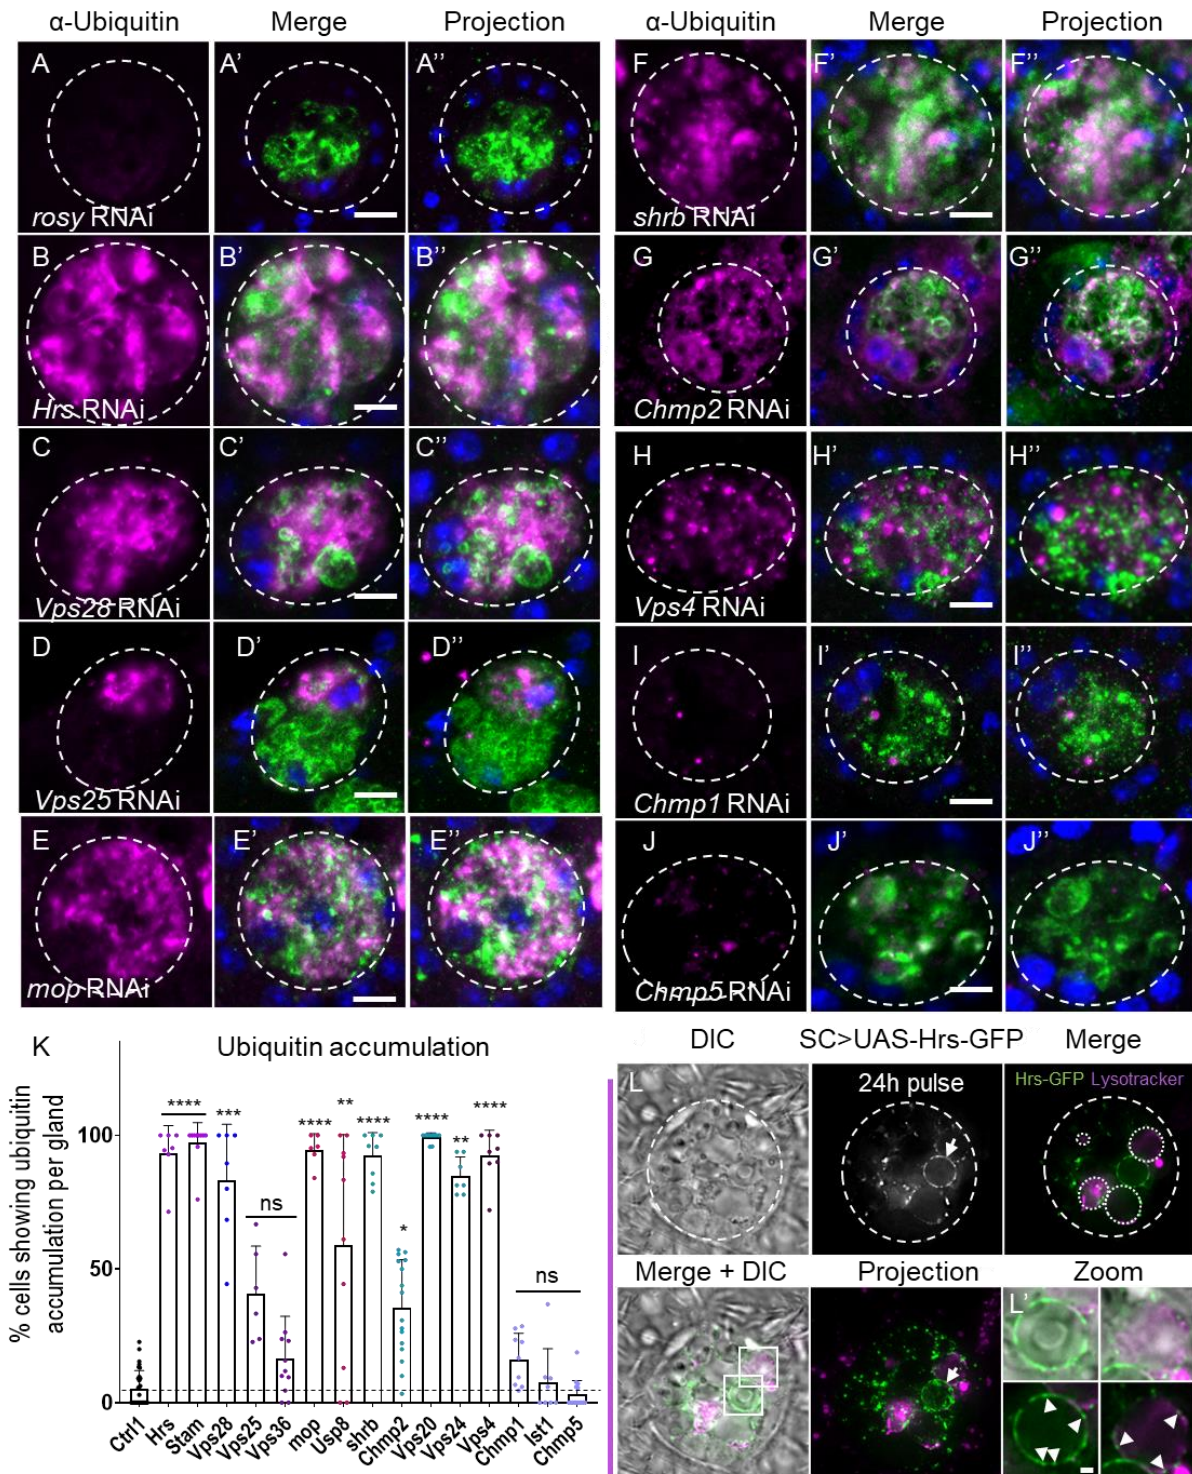 α-Ubiquitin Merge Projection α-Ubiquitin Merge Projection
A A' A'' F F' F''
rosy RNAi shrb RNAi
B B' B'' G G' G''
Hrs RNAi Chmp2 RNAi
C C' C'' H H' H''
Vps28 RNAi Vps4 RNAi
D D' D'' I I' I''
Vps25 RNAi Chmp1 RNAi
E E' E'' J J' J''
mop RNAi Chmp5 RNAi
K Ubiquitin accumulation
% cells showing ubiquitin
accumulation per gland
100
50
0
**** *** ns **** ** **** * **** ** **** ns
Ctrl1 Hrs Stam Vps28 Vps25 Vps36 mop Usp8 shrb Chmp2 Vps20 Vps24 Vps4 Chmp1 Ist1 Chmp5
DIC SC>UAS-Hrs-GFP Merge
L 24h pulse Hrs-GFP Lysotracker
Merge + DIC Projection Zoom
L'